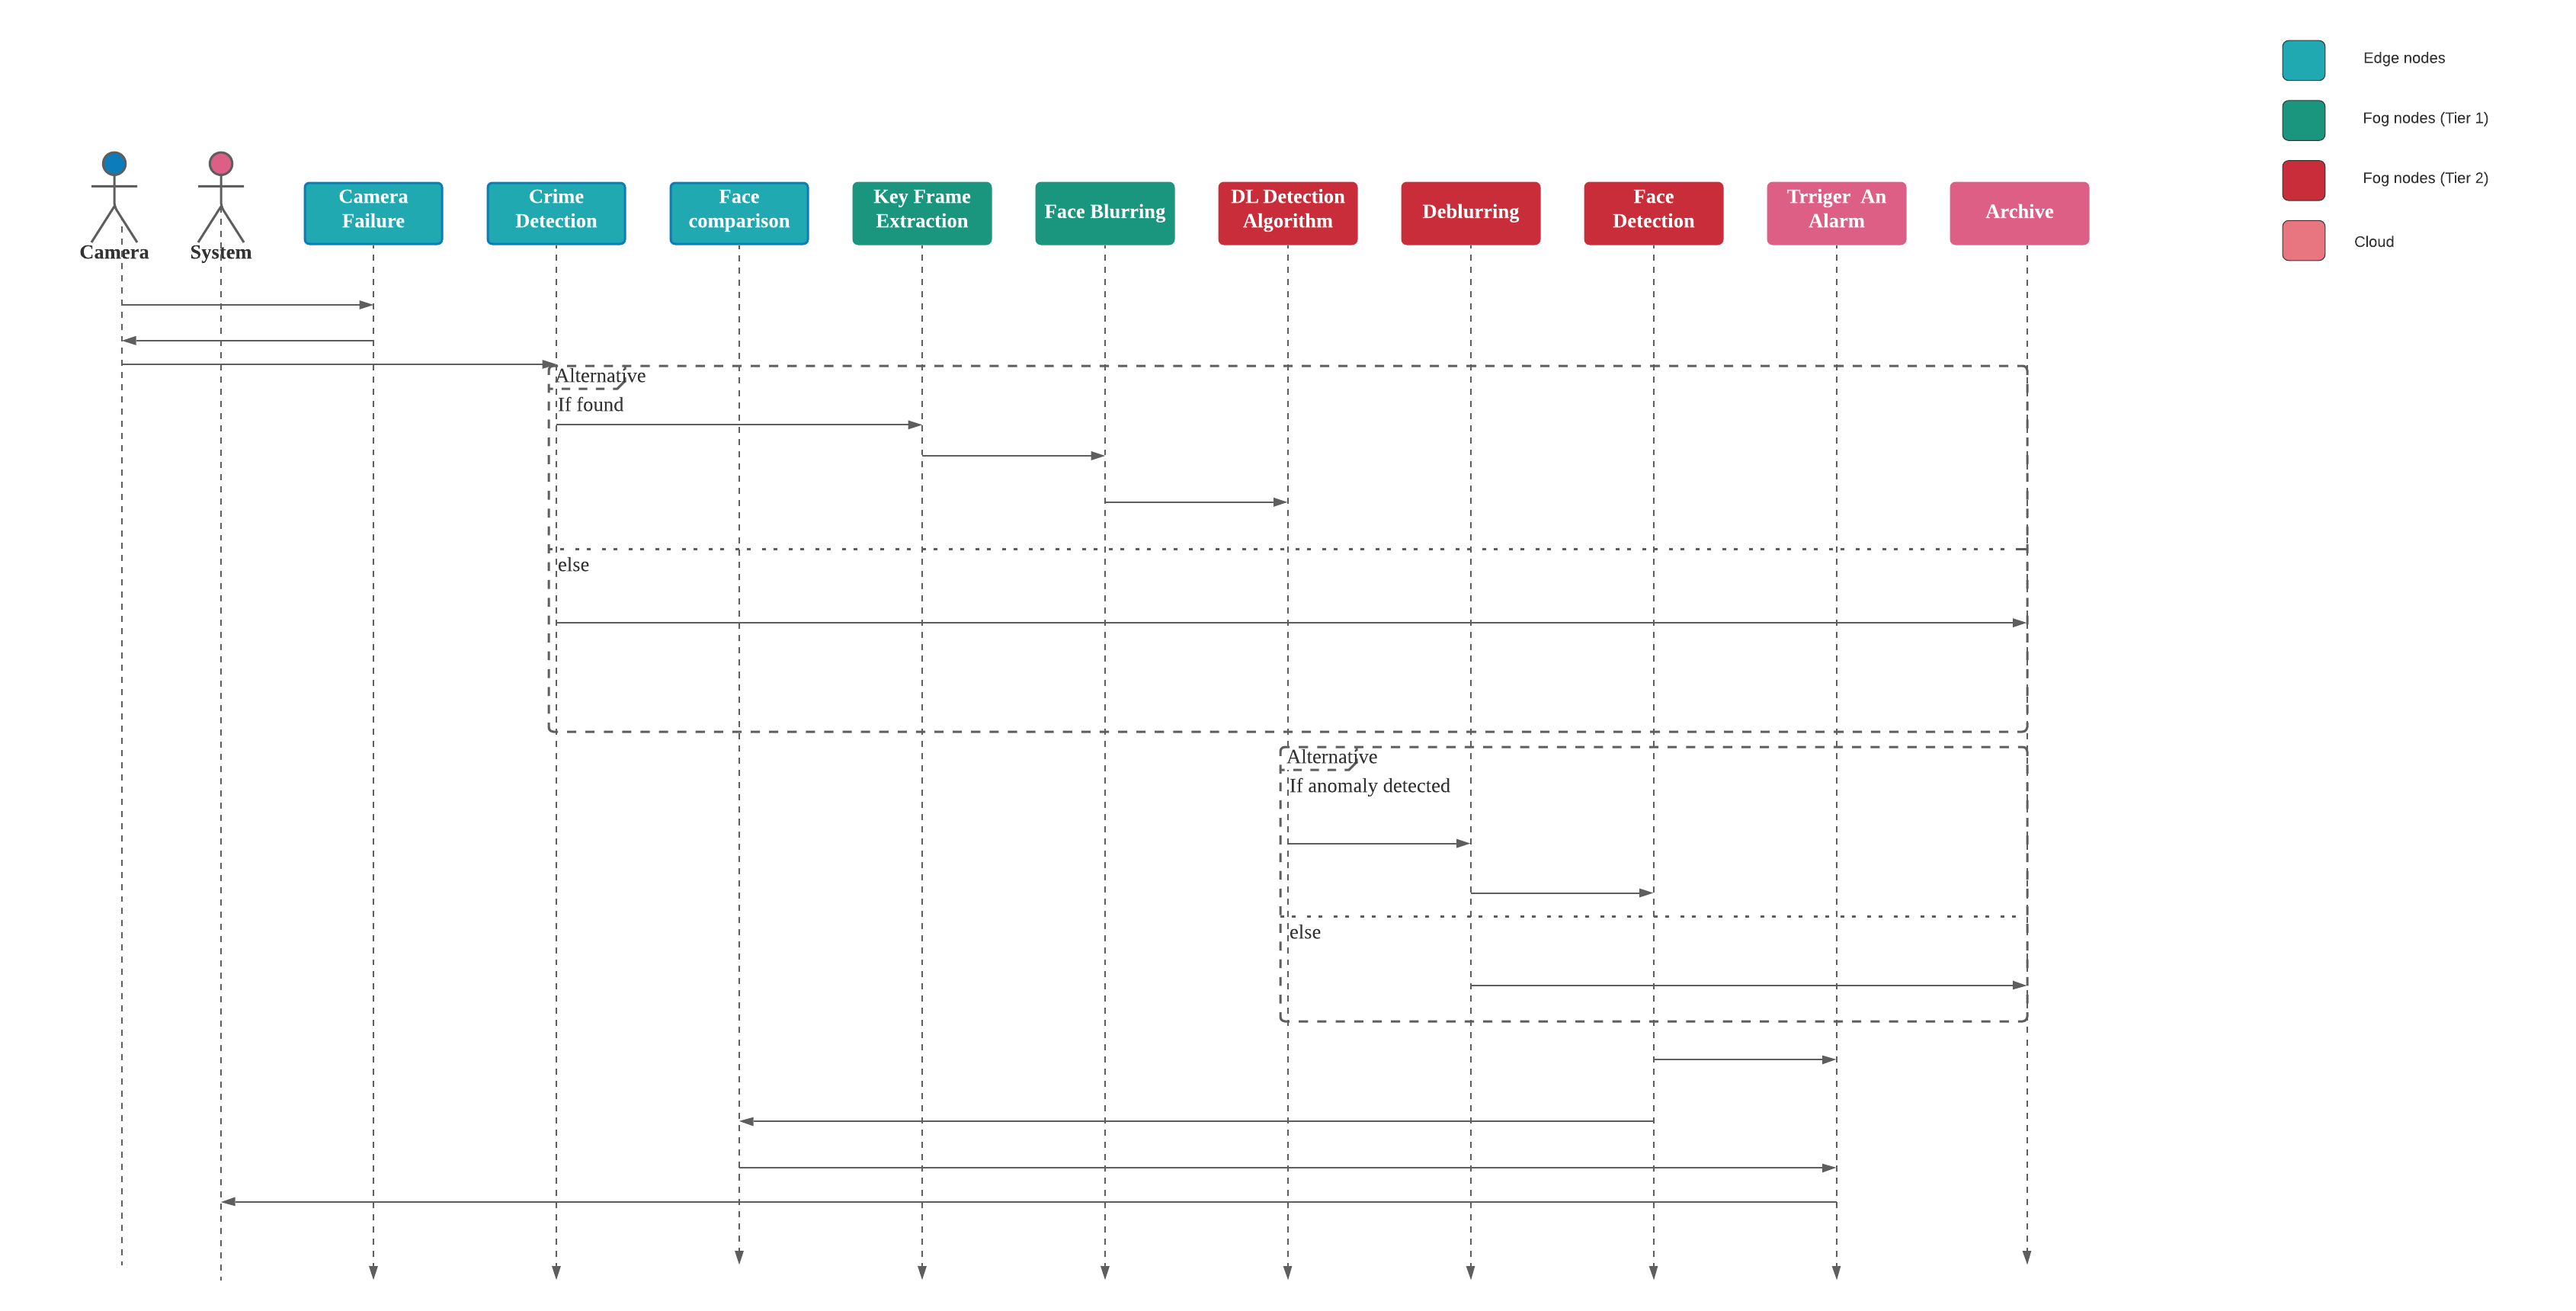 Edge nodes
Fog nodes (Tier 1)
Fog nodes (Tier 2)
Cloud
Camera
System
Camera
Failure
Crime
Detection
Face
comparison
Key Frame
Extraction
Face Blurring
DL Detection
Algorithm
Deblurring
Face
Detection
Trriger An
Alarm
Archive
Alternative
If found
else
Alternative
If anomaly detected
else